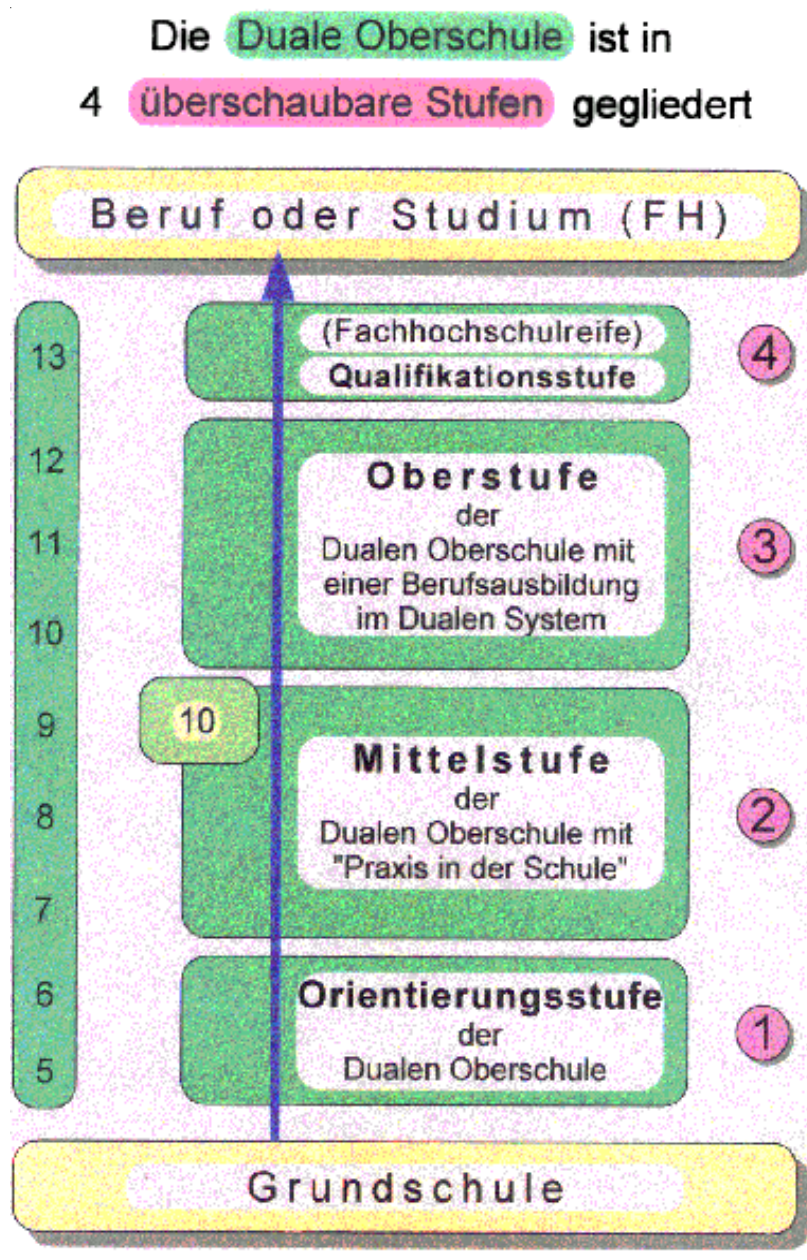 Die Duale Oberschule ist in
4 überschaubare Stufen gegliedert
Beruf oder Studium (FH)
13
(Fachhochschulreife)
Qualifikationsstufe
4
12
11
10
Oberstufe
der
Dualen Oberschule mit
einer Berufsausbildung
im Dualen System
3
10
9
8
7
Mittelstufe
der
Dualen Oberschule mit
"Praxis in der Schule"
2
6
5
Orientierungsstufe
der
Dualen Oberschule
1
Grundschule